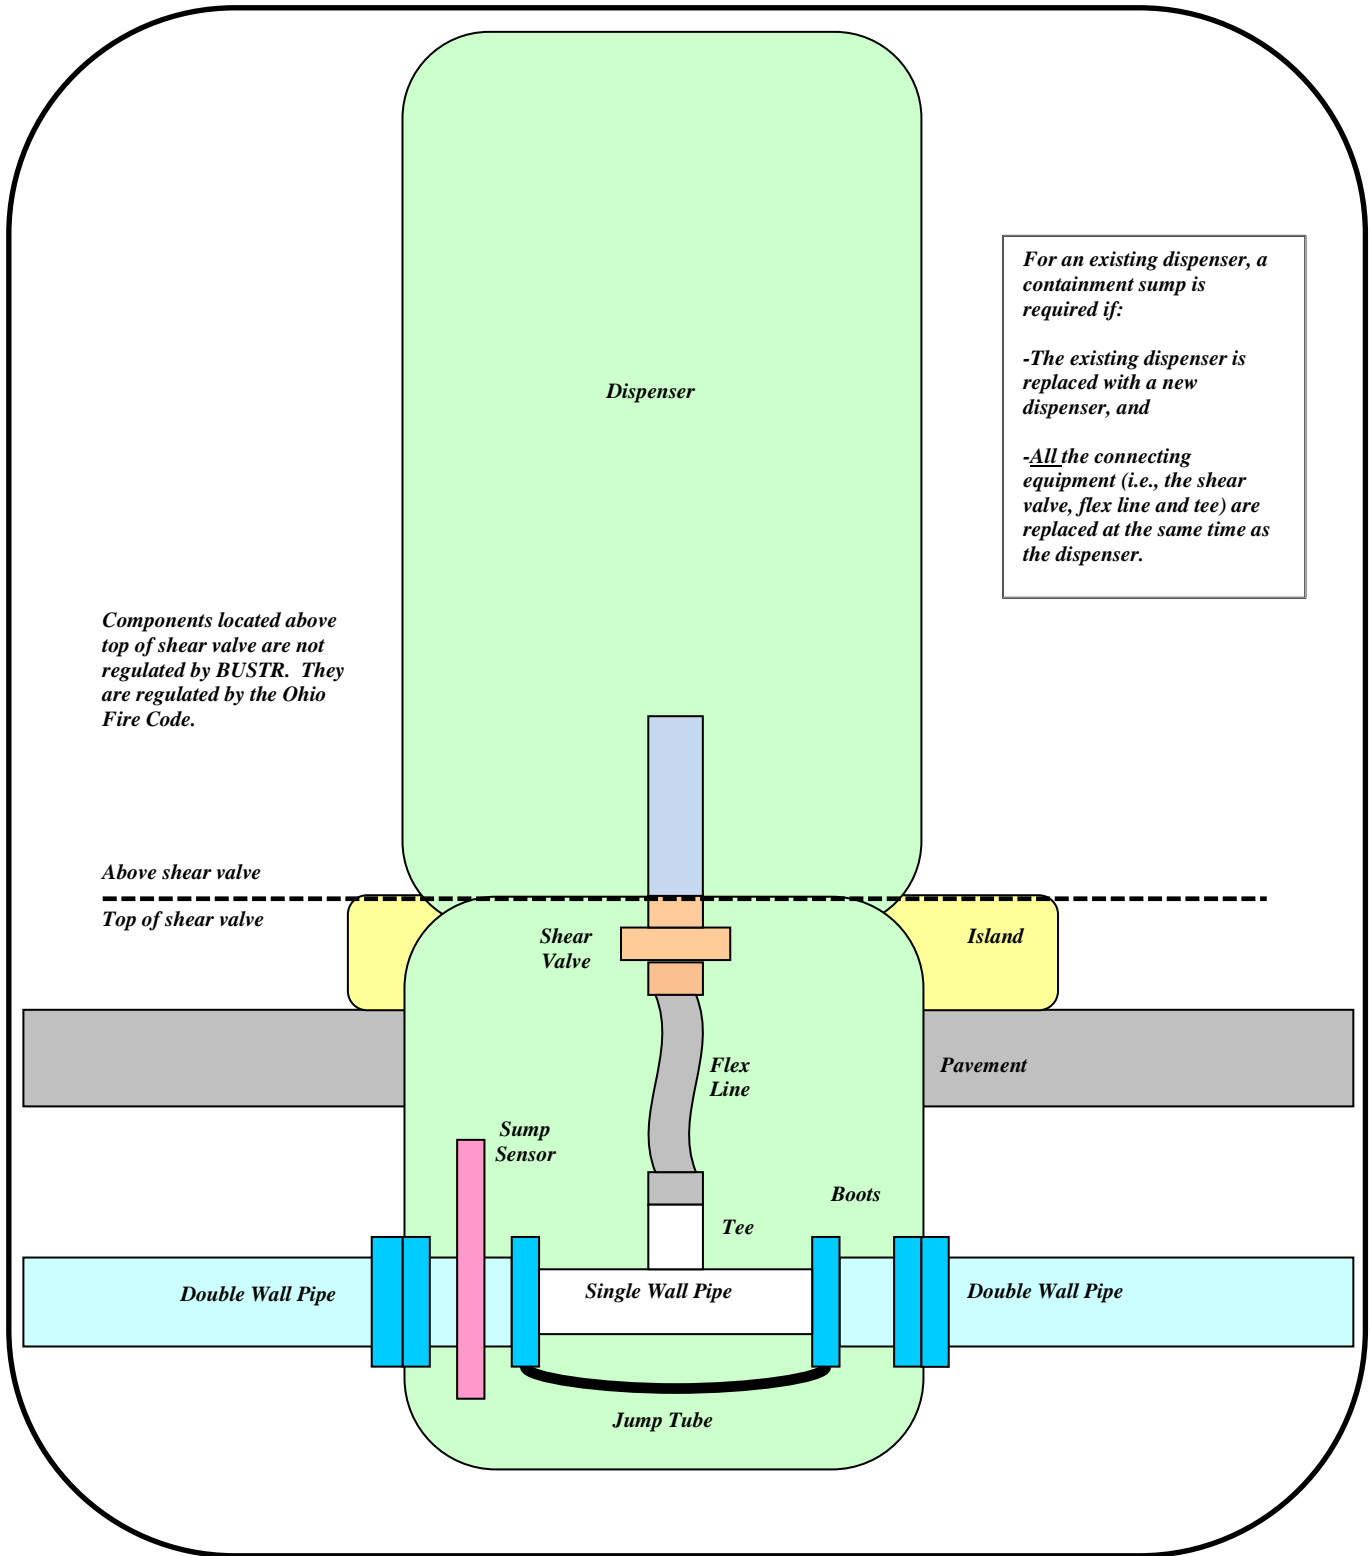 For an existing dispenser, a
containment sump is
required if:
-The existing dispenser is
replaced with a new
dispenser, and
-All the connecting
equipment (i.e., the shear
valve, flex line and tee) are
replaced at the same time as
the dispenser.
Dispenser
Components located above
top of shear valve are not
regulated by BUSTR. They
are regulated by the Ohio
Fire Code.
Above shear valve
Top of shear valve
Shear
Valve
Island
Flex
Line
Pavement
Sump
Sensor
Boots
Tee
Double Wall Pipe
Single Wall Pipe
Double Wall Pipe
Jump Tube